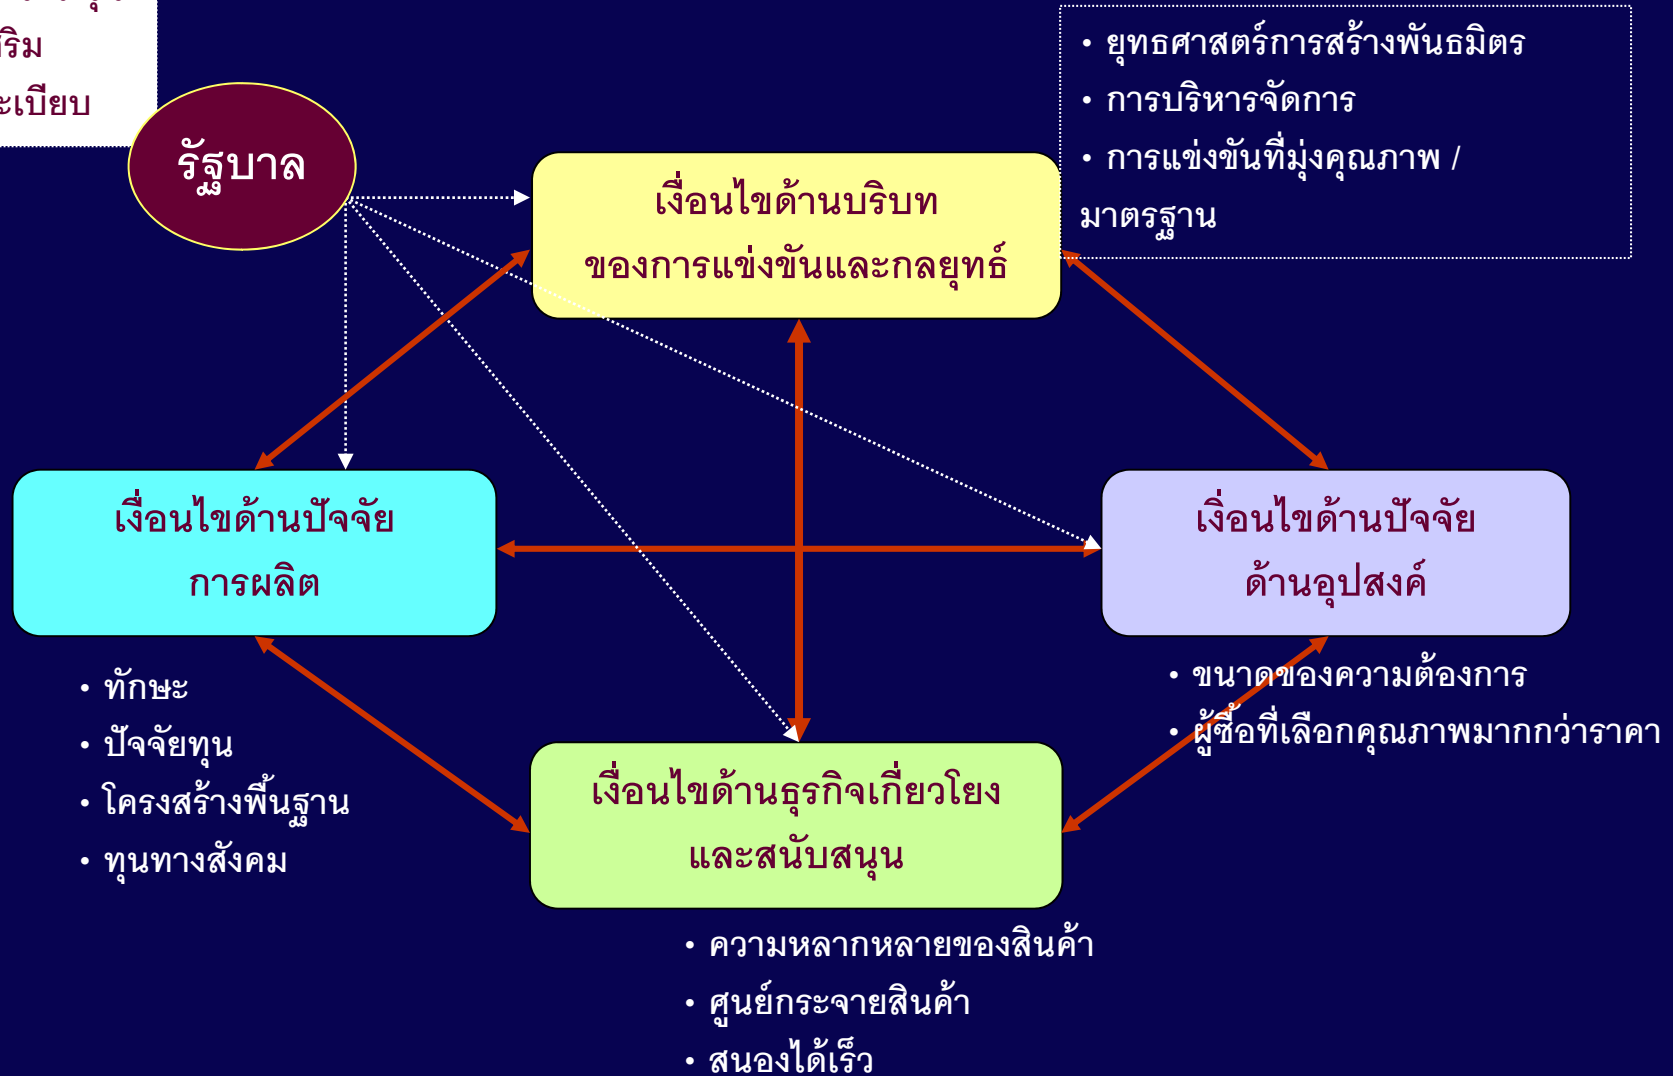 ะเบียบ
รัฐบาล
• ยุทธศาสตร์การสร้างพันธมิตร
• การบริหารจัดการ
• การแข่งขันที่มุ่งคุณภาพ /
มาตรฐาน
เงื่อนไขด้านบริบท
ของการแข่งขันและกลยุทธ์
เงื่อนไขด้านปัจจัย
การผลิต
เงิ่อนไขด้านปัจจัย
ด้านอุปสงค์
• ทักษะ
• ปัจจัยทุน
• โครงสร้างพื้นฐาน
• ทุนทางสังคม
• ขนาดของความต้องการ
• ผู้ซื้อที่เลือกคุณภาพมากกว่าราคา
เงื่อนไขด้านธุรกิจเกี่ยวโยง
และสนับสนุน
• ความหลากหลายของสินค้า
• ศูนย์กระจายสินค้า
• สนองได้เร็ว